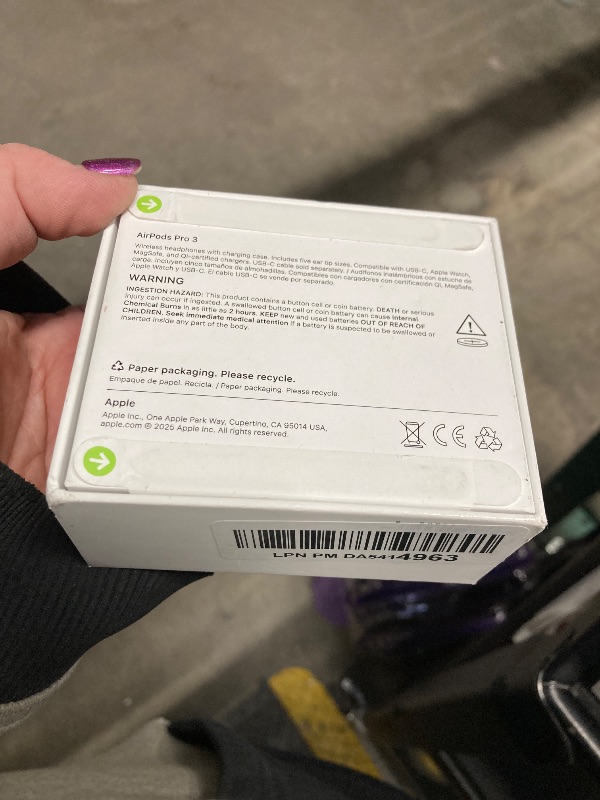 AirPods Pro 3
Wireless headphones with charging case. Includes five ear tip sizes. Compatible with USB-C, Apple Watch,
MagSafe, and Qi-certified chargers. USB-C cable sold separately. / Audífonos inalámbricos con estuche de
carga. Incluyen cinco tamaños de almohadillas. Compatibles con cargadores con certificación Qi, MagSafe,
Apple Watch y USB-C. El cable USB-C se vende por separado.
WARNING
INGESTION HAZARD: This product contains a button cell or coin battery. DEATH or serious
injury can occur if ingested. A swallowed button cell or coin battery can cause Internal
Chemical Burns in as little as 2 hours. KEEP new and used batteries OUT OF REACH OF
CHILDREN. Seek immediate medical attention if a battery is suspected to be swallowed or
inserted inside any part of the body.
Paper packaging. Please recycle.
Empaque de papel. Recicla. / Paper packaging. Please recycle.
Apple
Apple Inc., One Apple Park Way, Cupertino, CA 95014 USA.
apple.com © 2025 Apple Inc. All rights reserved.
CE
LPN PM DA5414963